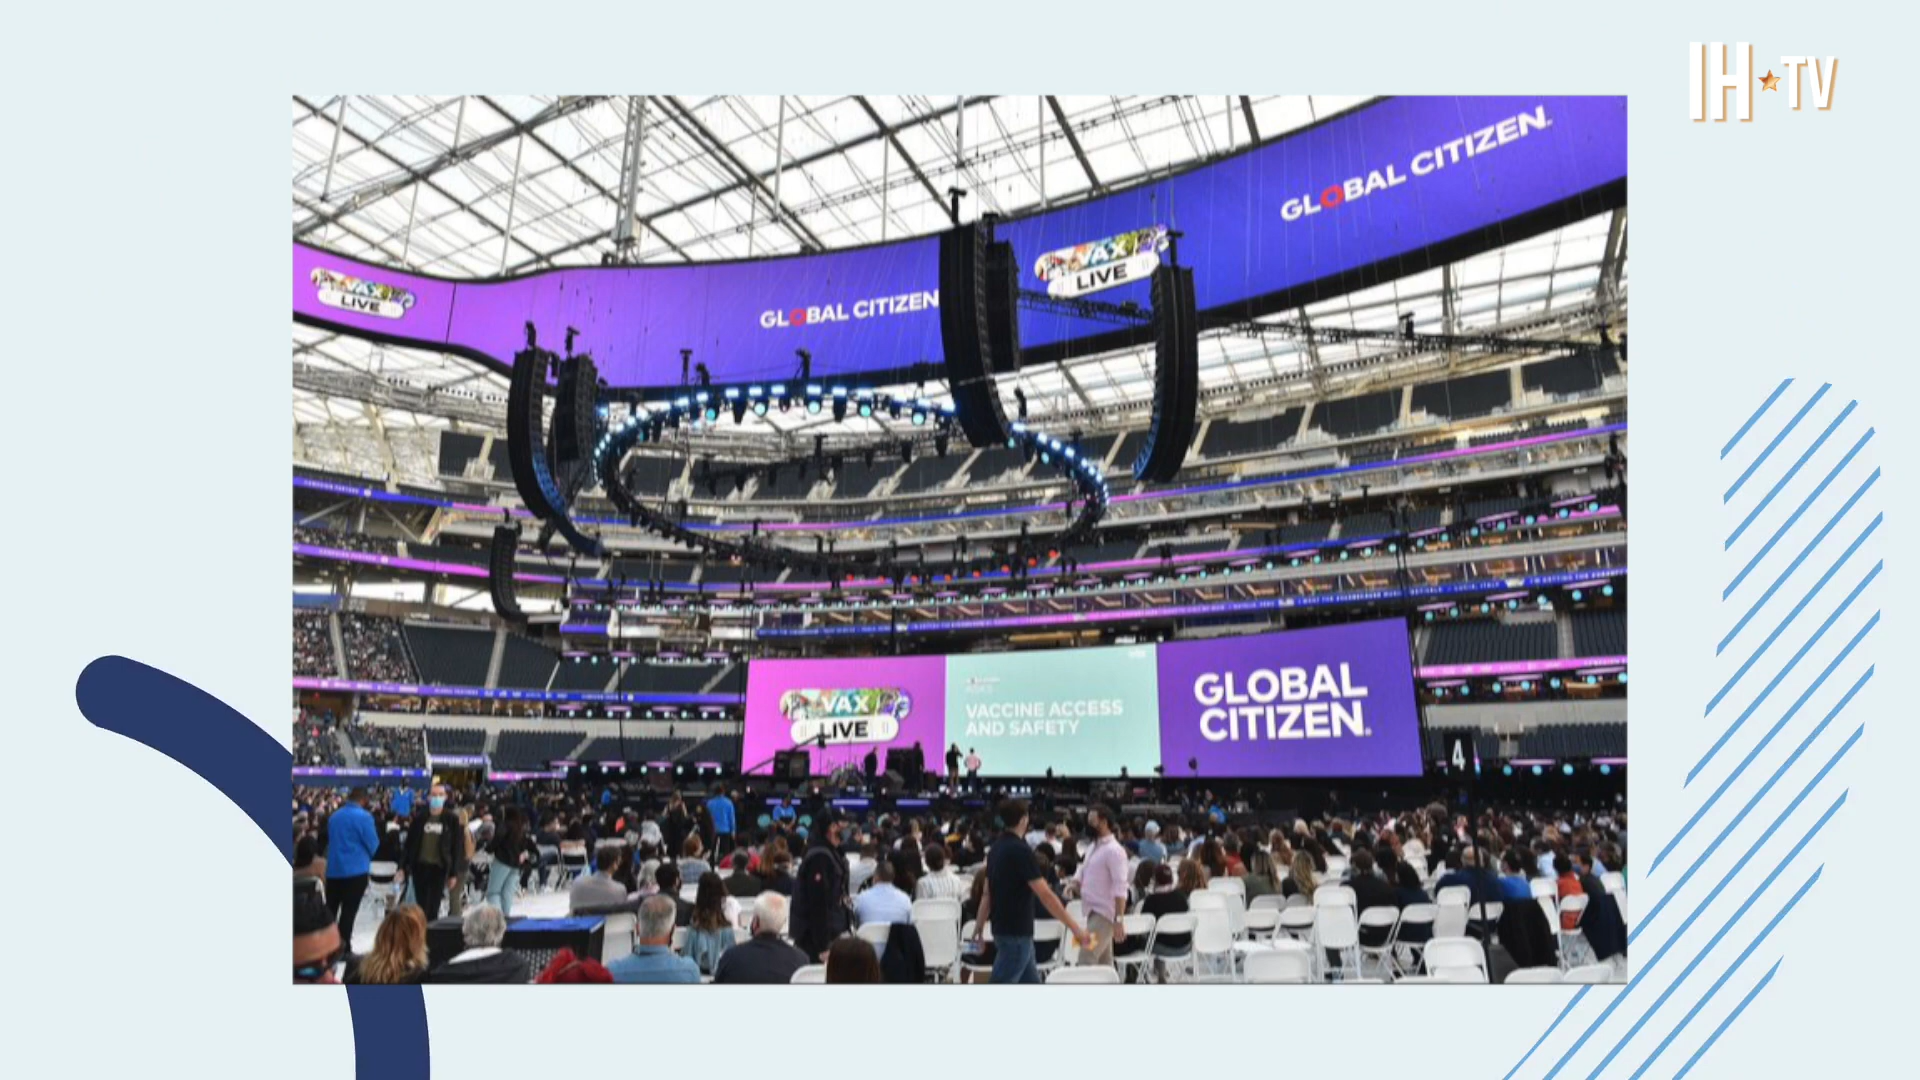 IH TV
GLOBAL CITIZEN.
VAX
LIVE
VAX
LIVE
GLOBAL CITIZEN
VAX
LIVE
VACCINE ACCESS
AND SAFETY
GLOBAL
CITIZEN.
4